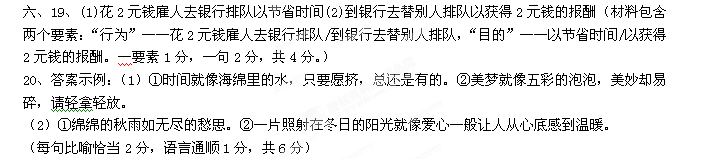 六、19、(1)花 2 元钱雇人去银行排队以节省时间(2)到银行去替别人排队以获得 2 元钱的报酬（材料包含
两个要素：“行为”——花 2 元钱雇人去银行排队/到银行去替别人排队，“目的”——以节省时间/以获得
2 元钱的报酬。一要素 1 分，一句 2 分，共 4 分。）
20、答案示例：（1）①时间就像海绵里的水，只要愿挤，总还是有的。②美梦就像五彩的泡泡，美妙却易
碎，请轻拿轻放。
（2）①绵绵的秋雨如无尽的愁思。②一片照射在冬日的阳光就像爱心一般让人从心底感到温暖。
（每句比喻恰当 2 分，语言通顺 1 分，共 6 分）